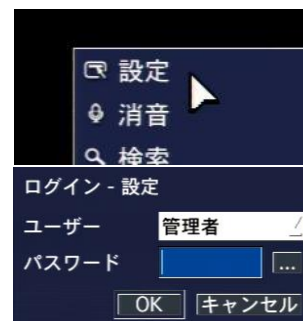 設定
消音
検索
ログイン - 設定
ユーザー 管理者
パスワード ...
OK キャンセル